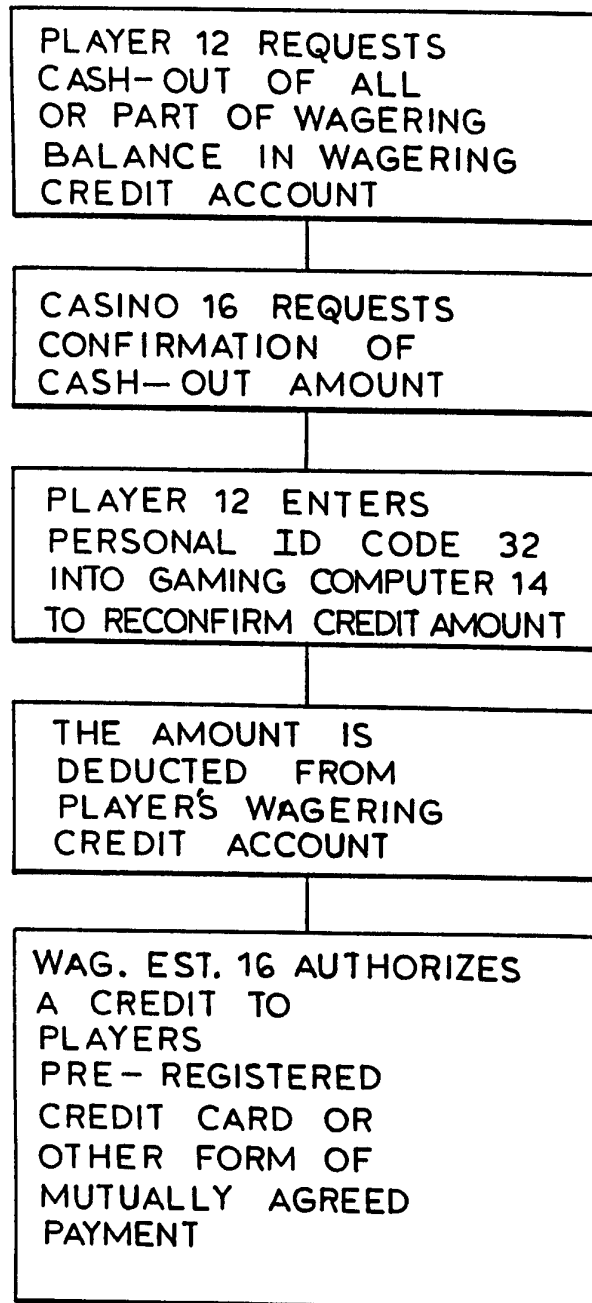 PLAYER 12 REQUESTS
CASH-OUT OF ALL
OR PART OF WAGERING
BALANCE IN WAGERING
CREDIT ACCOUNT
CASINO 16 REQUESTS
CONFIRMATION OF
CASH-OUT AMOUNT
PLAYER 12 ENTERS
PERSONAL ID CODE 32
INTO GAMING COMPUTER 14
TO RECONFIRM CREDIT AMOUNT
THE AMOUNT IS
DEDUCTED FROM
PLAYER'S WAGERING
CREDIT ACCOUNT
WAG. EST. 16 AUTHORIZES
A CREDIT TO
PLAYERS
PRE-REGISTERED
CREDIT CARD OR
OTHER FORM OF
MUTUALLY AGREED
PAYMENT